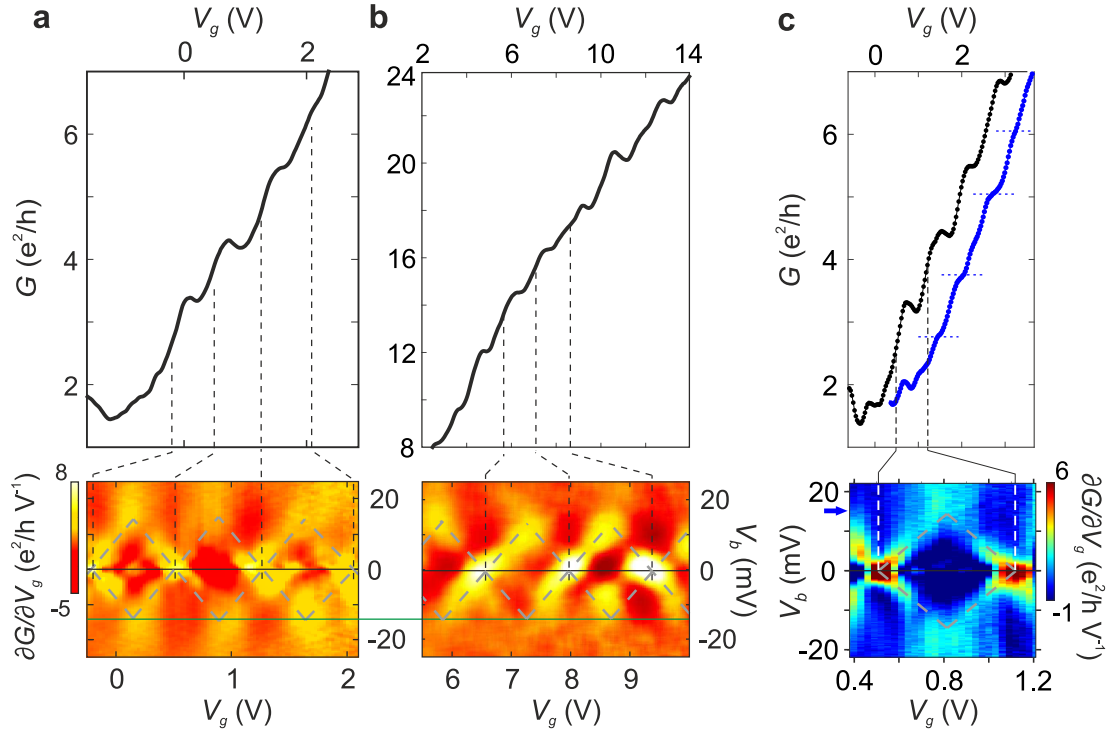 a
V_g (V)
0 2
6
4
2
G (e²/h)
b
V_g (V)
2 6 10 14
24
20
16
12
8
c
V_g (V)
0 2
6
4
2
G (e²/h)
8
-5
∂G/∂V_g (e²/h V⁻¹)
20
0
-20
V_b (mV)
0 1 2
V_g (V)
6 7 8 9
V_g (V)
20
0
-20
V_b (mV)
6
-1
∂G/∂V_g (e²/h V⁻¹)
0.4 0.8 1.2
V_g (V)